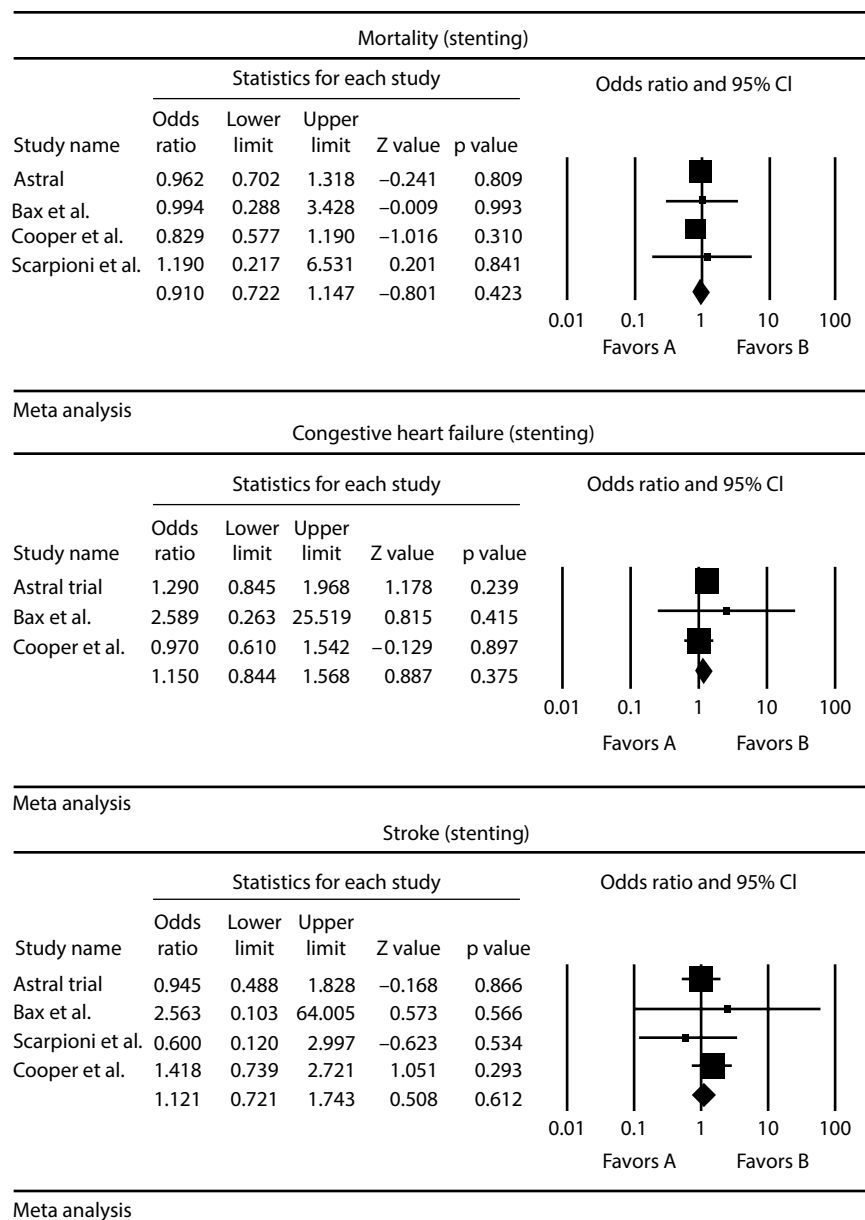 Mortality (stenting)
Statistics for each study
Odds ratio and 95% CI
Study name Odds ratio Lower limit Upper limit Z value p value
Astral 0.962 0.702 1.318 −0.241 0.809
Bax et al. 0.994 0.288 3.428 −0.009 0.993
Cooper et al. 0.829 0.577 1.190 −1.016 0.310
Scarpioni et al. 1.190 0.217 6.531 0.201 0.841
0.910 0.722 1.147 −0.801 0.423
0.01 0.1 1 10 100
Favors A Favors B
Meta analysis
Congestive heart failure (stenting)
Statistics for each study
Odds ratio and 95% CI
Study name Odds ratio Lower limit Upper limit Z value p value
Astral trial 1.290 0.845 1.968 1.178 0.239
Bax et al. 2.589 0.263 25.519 0.815 0.415
Cooper et al. 0.970 0.610 1.542 −0.129 0.897
1.150 0.844 1.568 0.887 0.375
0.01 0.1 1 10 100
Favors A Favors B
Meta analysis
Stroke (stenting)
Statistics for each study
Odds ratio and 95% CI
Study name Odds ratio Lower limit Upper limit Z value p value
Astral trial 0.945 0.488 1.828 −0.168 0.866
Bax et al. 2.563 0.103 64.005 0.573 0.566
Scarpioni et al. 0.600 0.120 2.997 −0.623 0.534
Cooper et al. 1.418 0.739 2.721 1.051 0.293
1.121 0.721 1.743 0.508 0.612
0.01 0.1 1 10 100
Favors A Favors B
Meta analysis